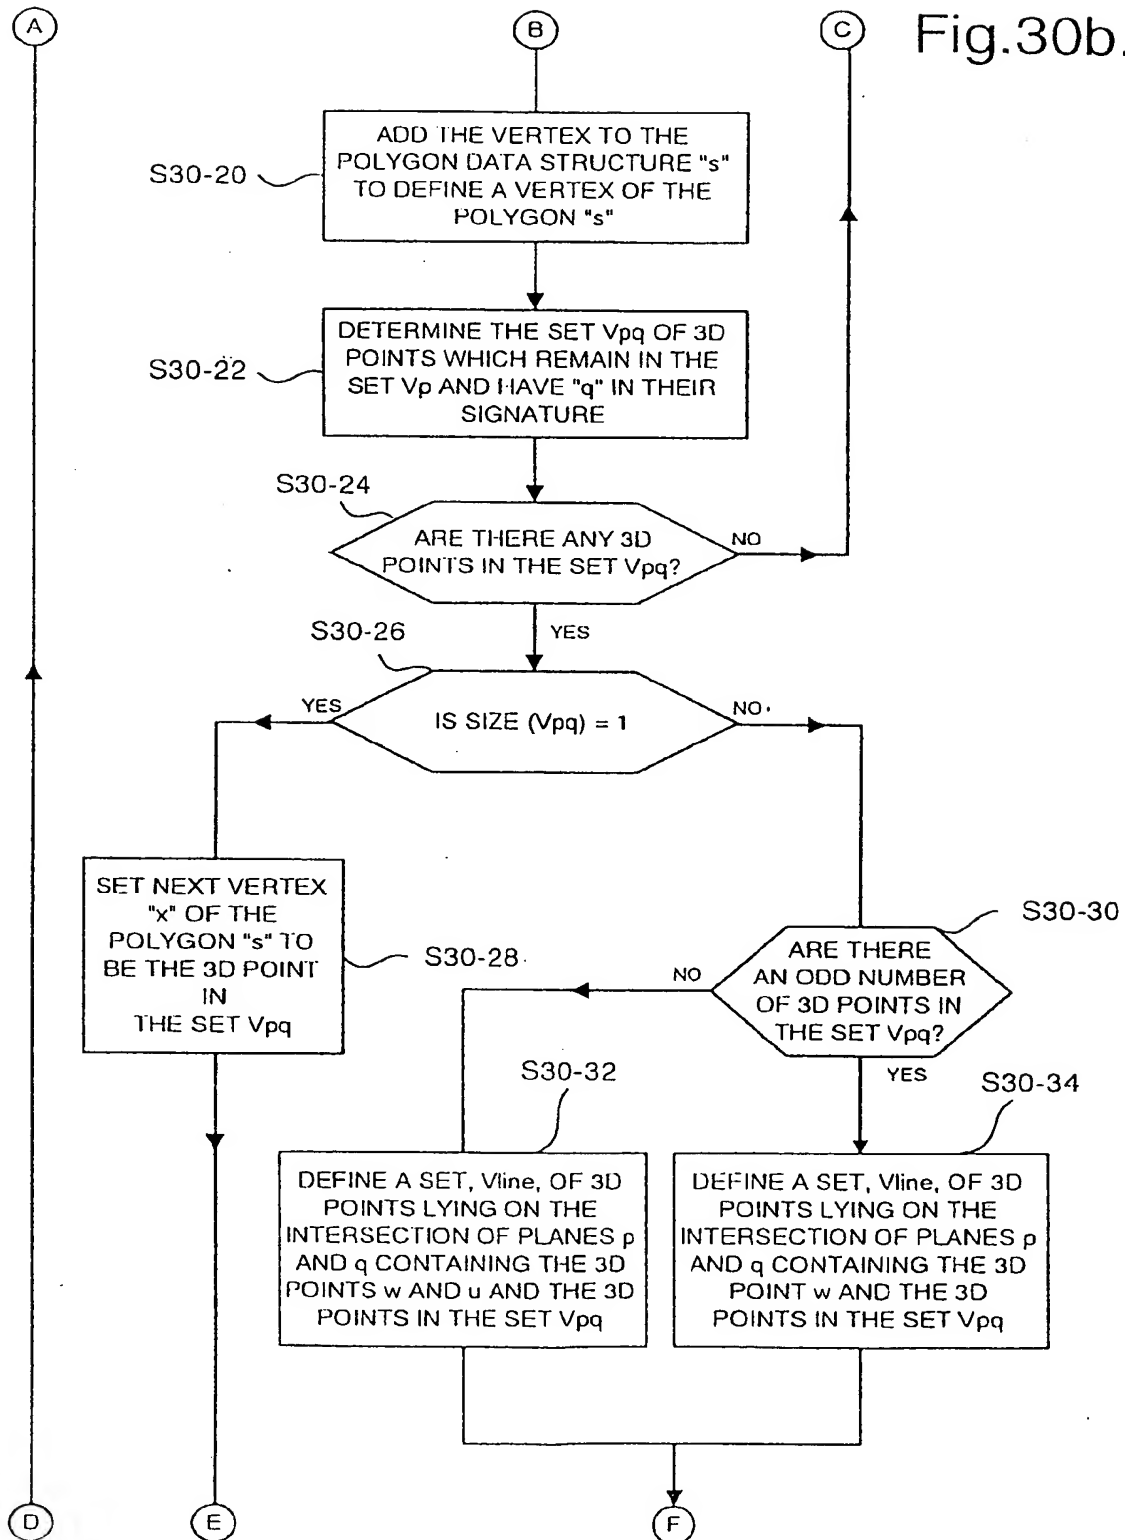 A
B
C
Fig.30b.
S30-20
ADD THE VERTEX TO THE
POLYGON DATA STRUCTURE "s"
TO DEFINE A VERTEX OF THE
POLYGON "s"
S30-22
DETERMINE THE SET Vpq OF 3D
POINTS WHICH REMAIN IN THE
SET Vp AND HAVE "q" IN THEIR
SIGNATURE
S30-24
ARE THERE ANY 3D
POINTS IN THE SET Vpq?
NO
YES
S30-26
IS SIZE (Vpq) = 1
YES
NO
SET NEXT VERTEX
"x" OF THE
POLYGON "s" TO
BE THE 3D POINT
IN
THE SET Vpq
S30-28
S30-30
ARE THERE
AN ODD NUMBER
OF 3D POINTS IN
THE SET Vpq?
NO
YES
S30-32
DEFINE A SET, Vline, OF 3D
POINTS LYING ON THE
INTERSECTION OF PLANES p
AND q CONTAINING THE 3D
POINTS w AND u AND THE 3D
POINTS IN THE SET Vpq
S30-34
DEFINE A SET, Vline, OF 3D
POINTS LYING ON THE
INTERSECTION OF PLANES p
AND q CONTAINING THE 3D
POINT w AND THE 3D
POINTS IN THE SET Vpq
D
E
F